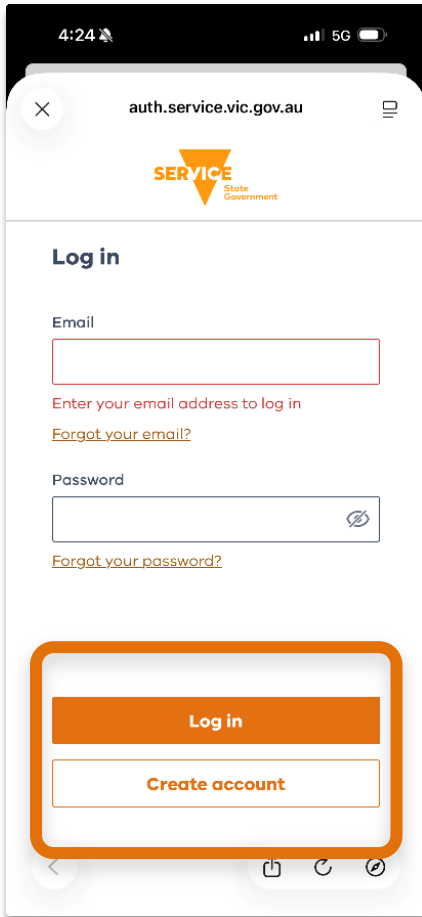 4:24
5G
auth.service.vic.gov.au
SERVICE
State
Government
Log in
Email
Enter your email address to log in
Forgot your email?
Password
Forgot your password?
Log in
Create account